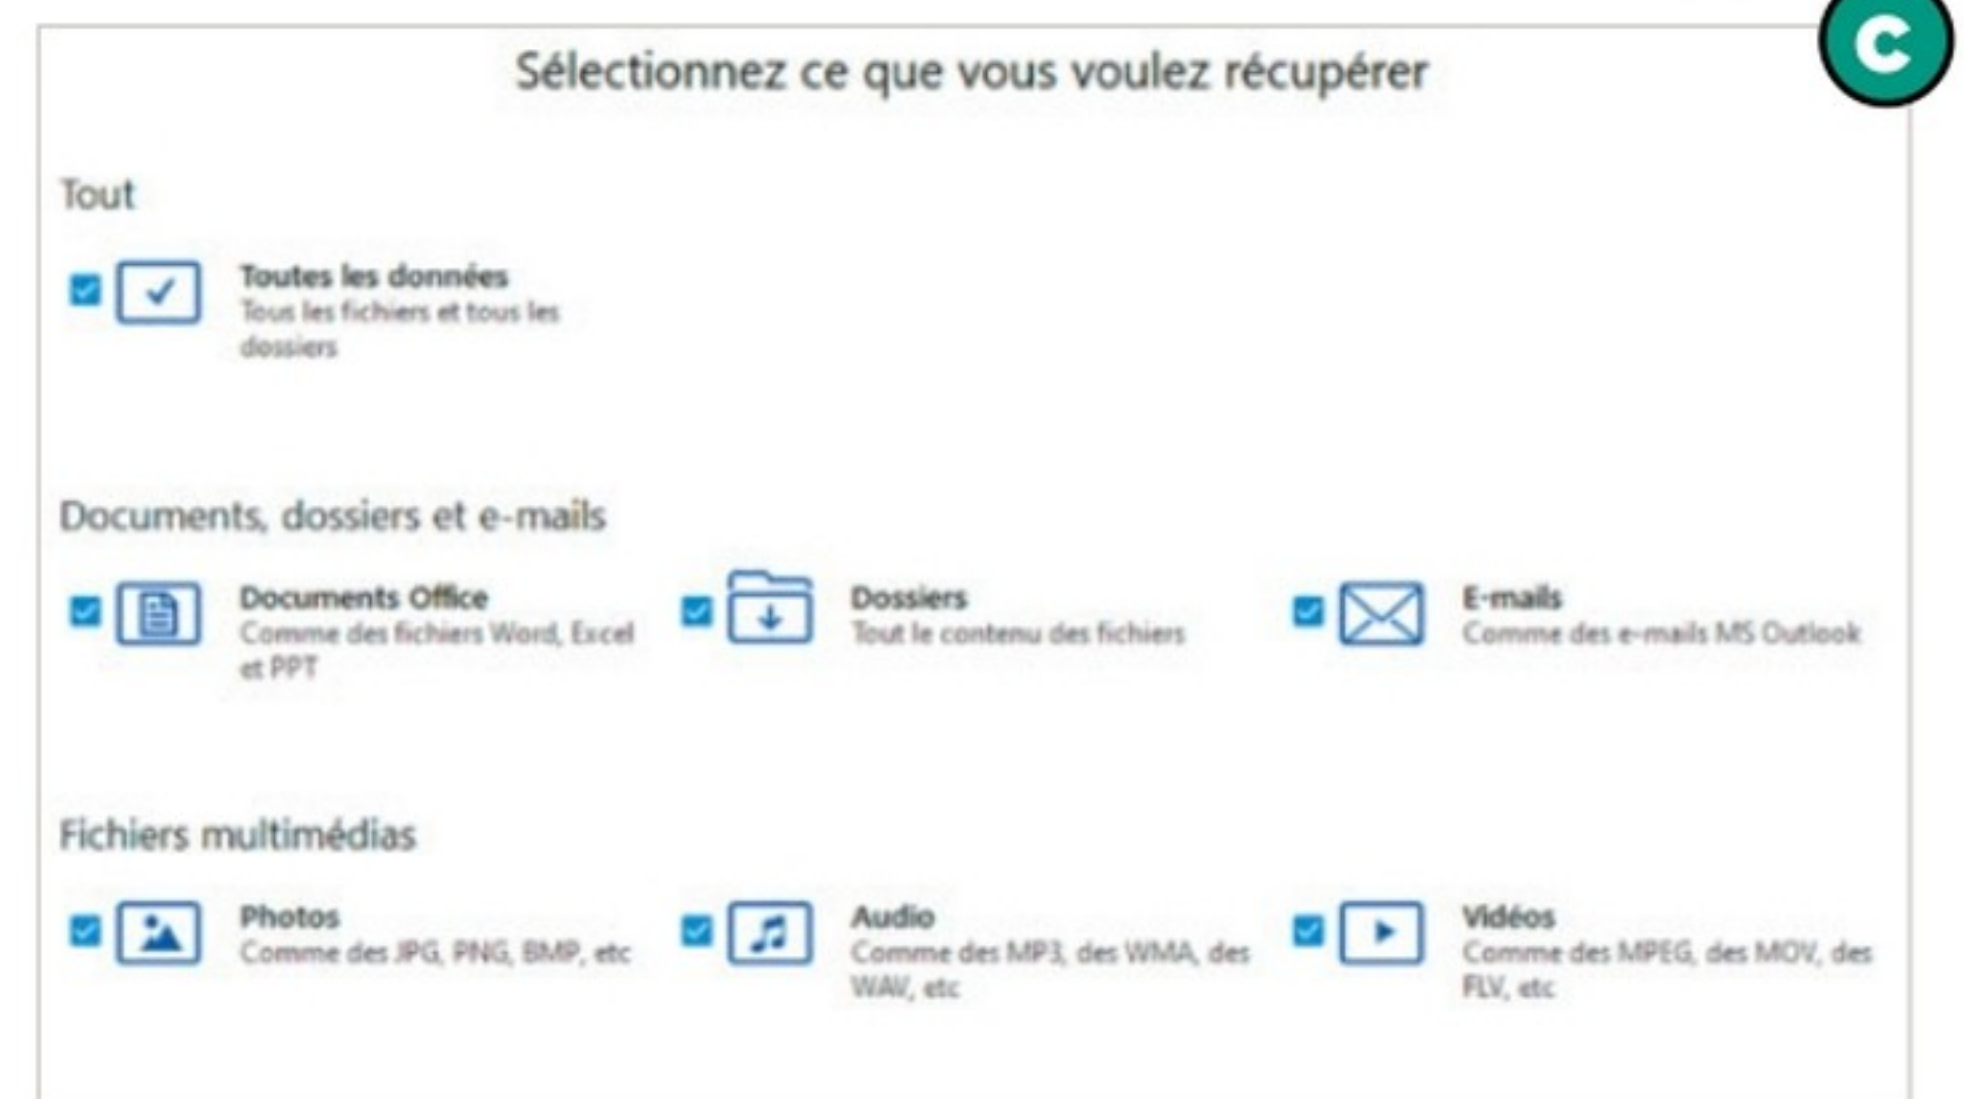 C
Sélectionnez ce que vous voulez récupérer
Tout
Toutes les données
Tous les fichiers et tous les
dossiers
Documents, dossiers et e-mails
Documents Office
Comme des fichiers Word, Excel
et PPT
Dossiers
Tout le contenu des fichiers
E-mails
Comme des e-mails MS Outlook
Fichiers multimédias
Photos
Comme des JPG, PNG, BMP, etc
Audio
Comme des MP3, des WMA, des
WAV, etc
Vidéos
Comme des MPEG, des MOV, des
FLV, etc